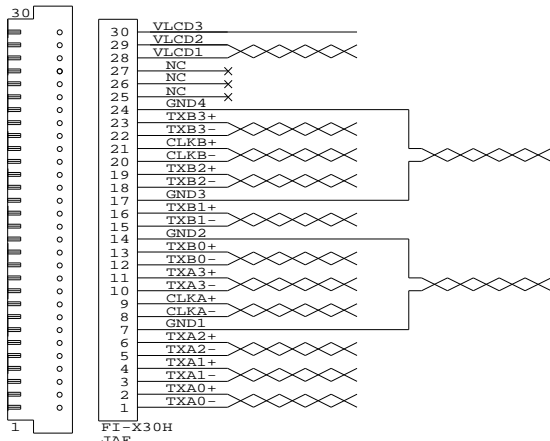 30
30 VLCD3
29 VLCD2
28 VLCD1
27 NC
26 NC
25 NC
24 GND4
23 TXB3+
22 TXB3-
21 CLKB+
20 CLKB-
19 TXB2+
18 TXB2-
17 GND3
16 TXB1+
15 TXB1-
14 GND2
13 TXB0+
12 TXB0-
11 TXA3+
10 TXA3-
9 CLKA+
8 CLKA-
7 GND1
6 TXA2+
5 TXA2-
4 TXA1+
3 TXA1-
2 TXA0+
1 TXA0-
1
FI-X30H
JAE